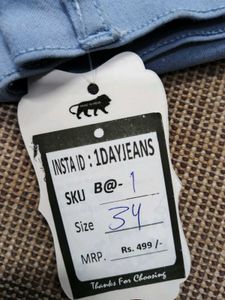 INSTA ID : 1DAYJEANS
SKU B@- 1
Size 34
MRP. Rs. 499 /-
Thanks For Choosing